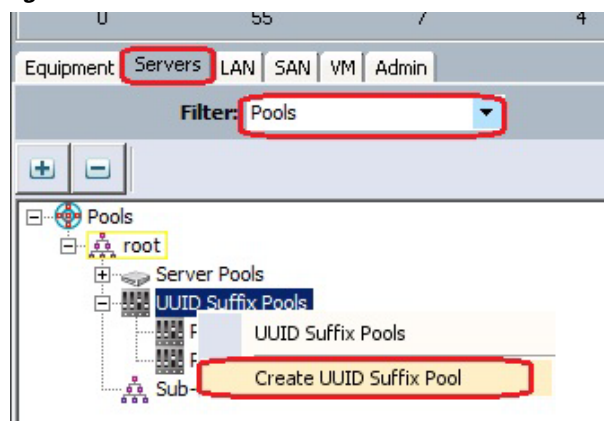 0 55 7 4
Equipment Servers LAN SAN VM Admin
Filter: Pools
Pools
root
Server Pools
UUID Suffix Pools
UUID Suffix Pools
Create UUID Suffix Pool
Sub-